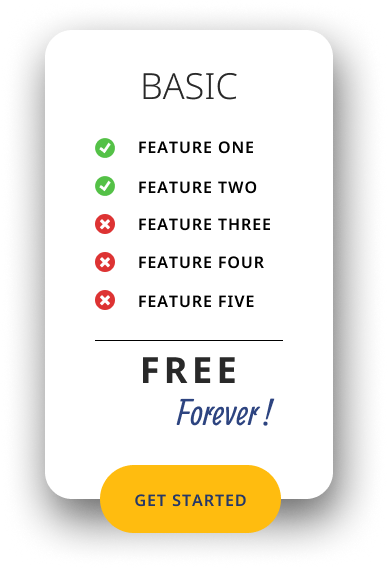 BASIC
FEATURE ONE
FEATURE TWO
FEATURE THREE
FEATURE FOUR
FEATURE FIVE
FREE
Forever !
GET STARTED